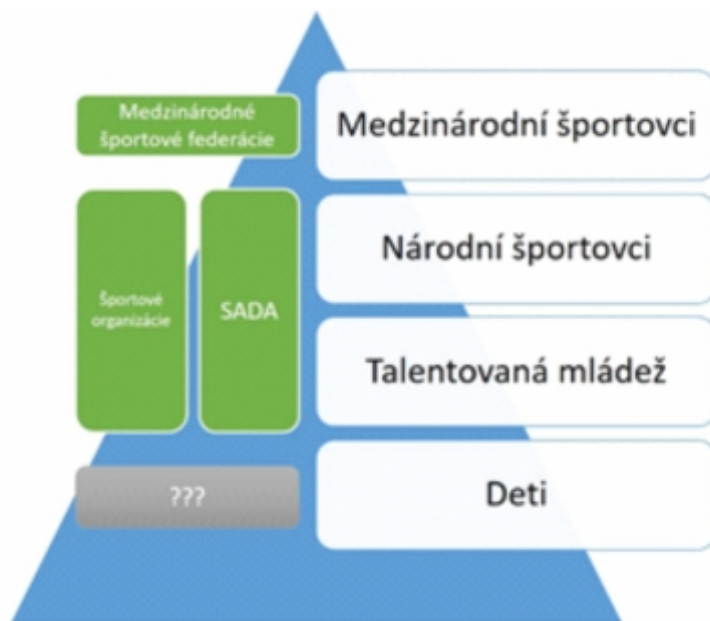 Medzinárodné
športové federácie
Medzinárodní športovci
Športové
organizácie
SADA
Národní športovci
Talentovaná mládež
???
Deti